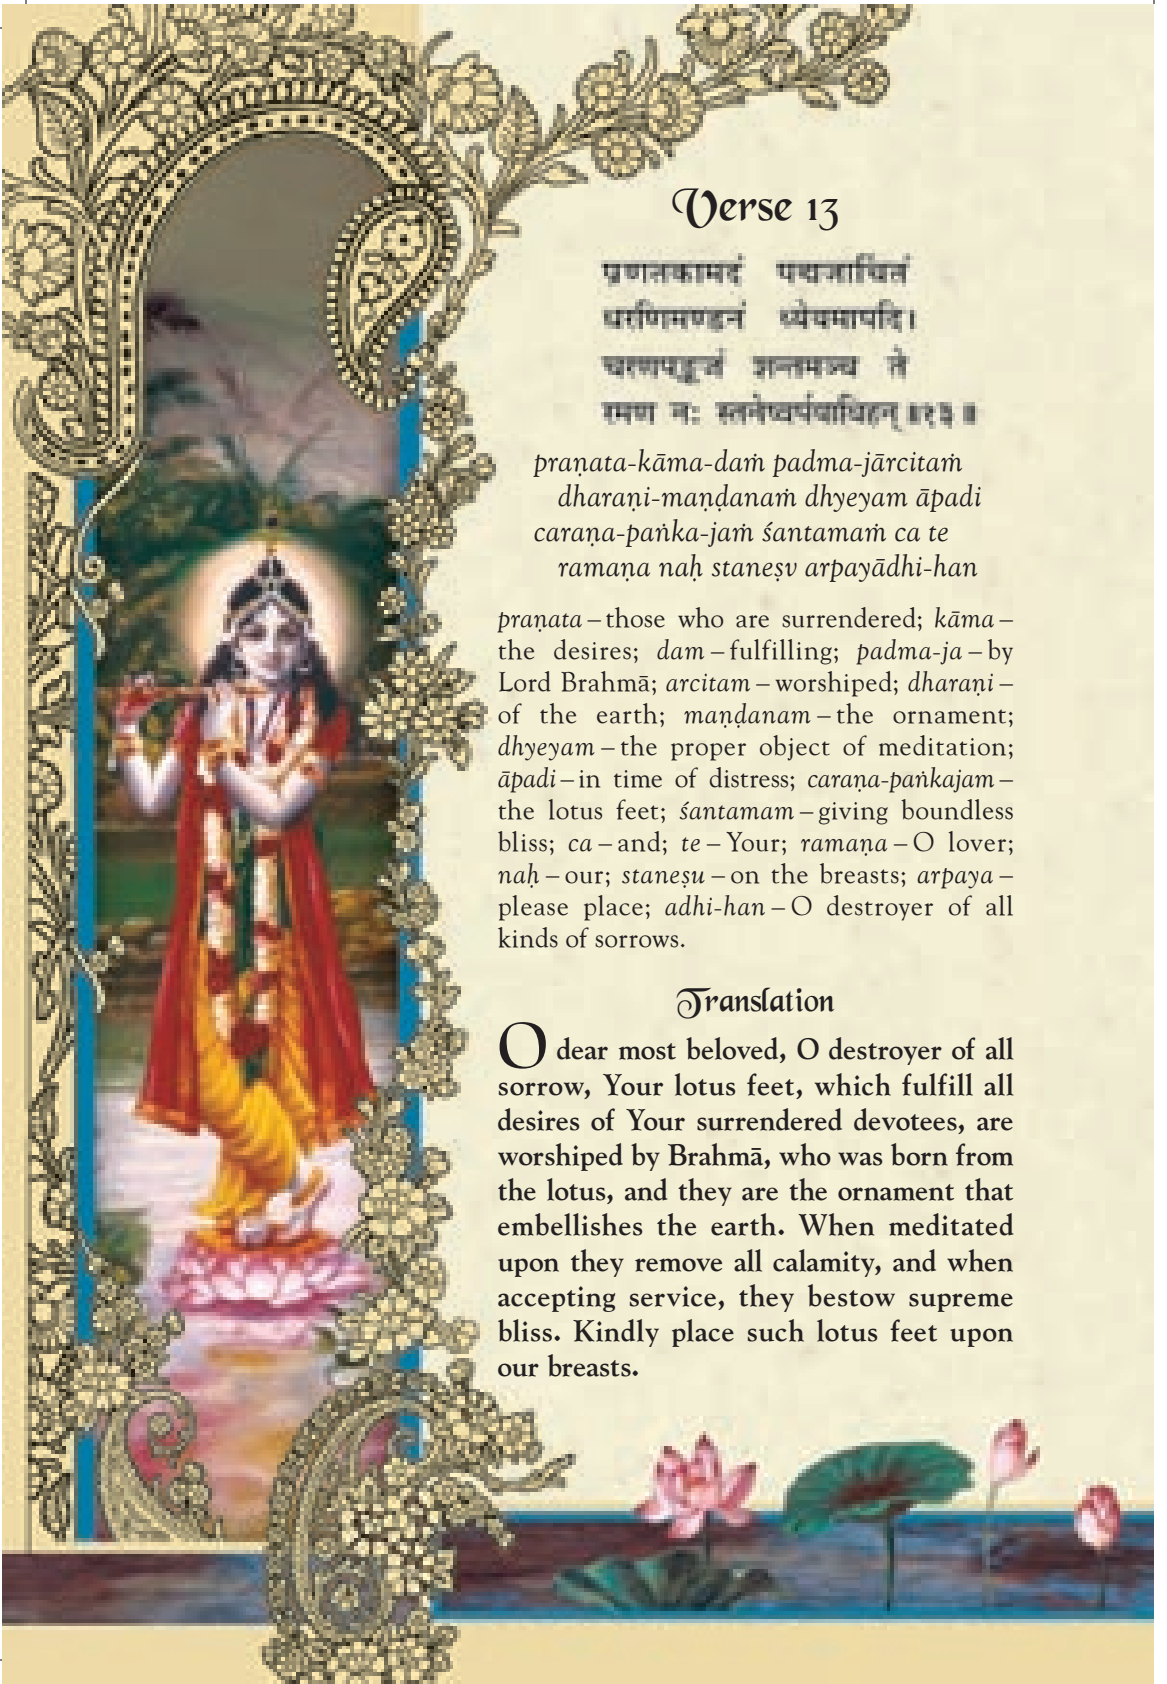 Verse 13
प्रणतकामदं पद्मजार्चितं
धरणिमण्डनं ध्येयमापदि।
चरणपङ्कजं शन्तमञ्च ते
रमण नः स्तनेष्वर्पयाधिहन्॥१३॥
praṇata-kāma-daṁ padma-jārcitaṁ
dharaṇi-maṇḍanaṁ dhyeyam āpadi
caraṇa-paṅka-jaṁ śantamaṁ ca te
ramaṇa naḥ staneṣv arpayādhi-han
praṇata – those who are surrendered; kāma –
the desires; dam – fulfilling; padma-ja – by
Lord Brahmā; arcitam – worshiped; dharaṇi –
of the earth; maṇḍanam – the ornament;
dhyeyam – the proper object of meditation;
āpadi – in time of distress; caraṇa-paṅkajam –
the lotus feet; śantamam – giving boundless
bliss; ca – and; te – Your; ramaṇa – O lover;
naḥ – our; staneṣu – on the breasts; arpaya –
please place; adhi-han – O destroyer of all
kinds of sorrows.
Translation
O dear most beloved, O destroyer of all
sorrow, Your lotus feet, which fulfill all
desires of Your surrendered devotees, are
worshiped by Brahmā, who was born from
the lotus, and they are the ornament that
embellishes the earth. When meditated
upon they remove all calamity, and when
accepting service, they bestow supreme
bliss. Kindly place such lotus feet upon
our breasts.